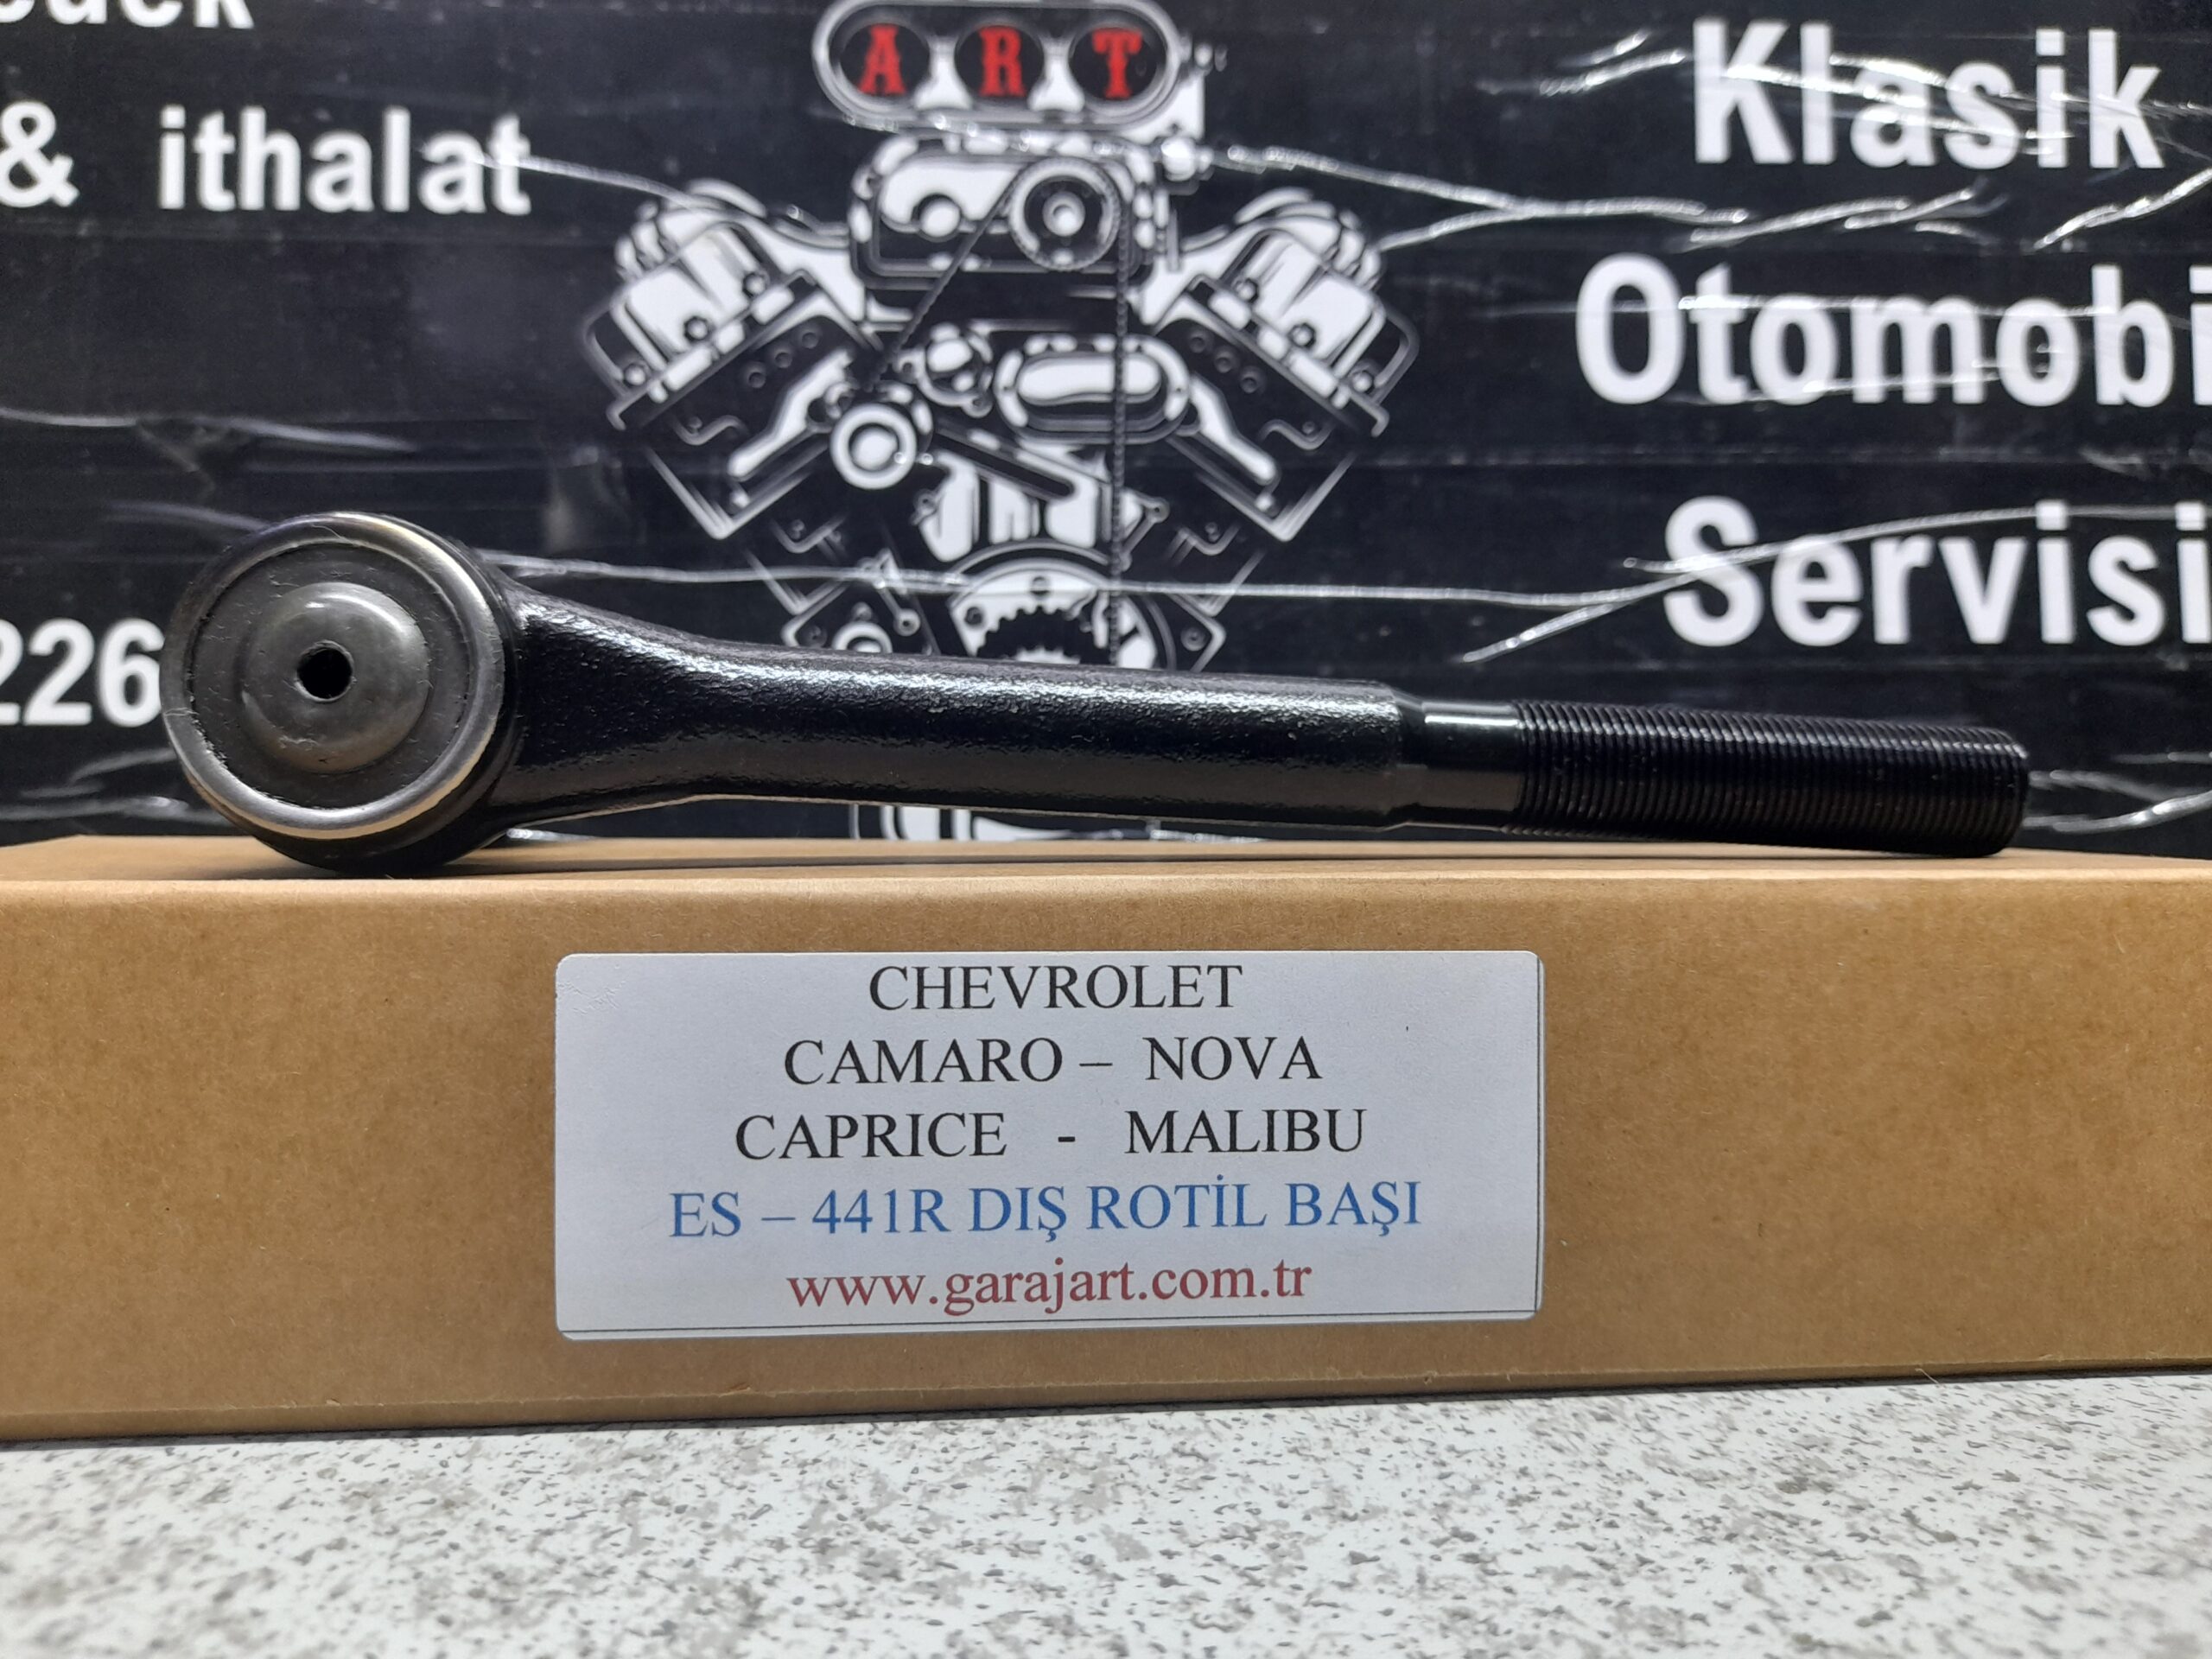 & ithalat
ART
Klasik
Servisi
226
CHEVROLET
CAMARO – NOVA
CAPRICE - MALIBU
ES – 441R DIŞ ROTİL BAŞI
www.garajart.com.tr